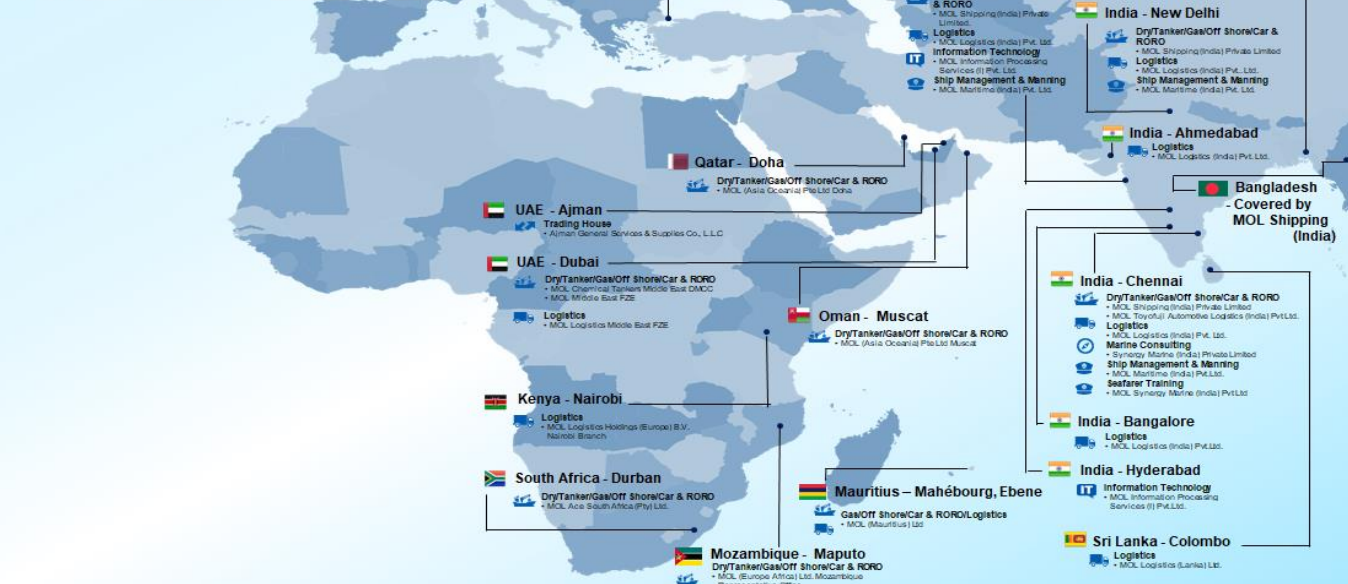 & RORO
• MOL Shipping (India) Private
Limited.
Logistics
• MOL Logistics (India) Pvt. Ltd.
Information Technology
IT
• MOL Information Processing
Services (I) Pvt. Ltd.
Ship Management & Manning
• MOL Maritime (India) Pvt. Ltd.
India - New Delhi
Dry/Tanker/Gas/Off Shore/Car &
RORO
• MOL Shipping (India) Private Limited
Logistics
• MOL Logistics (India) Pvt. Ltd.
Ship Management & Manning
• MOL Maritime (India) Pvt. Ltd.
India - Ahmedabad
Logistics
• MOL Logistics (India) Pvt. Ltd.
Bangladesh
- Covered by
MOL Shipping
(India)
Qatar - Doha
Dry/Tanker/Gas/Off Shore/Car & RORO
• MOL (Asia Oceania) Pte Ltd Doha
UAE - Ajman
Trading House
• Ajman General Services & Supplies Co., L.L.C
UAE - Dubai
Dry/Tanker/Gas/Off Shore/Car & RORO
• MOL Chemical Tankers Middle East DMCC
• MOL Middle East FZE
Logistics
• MOL Logistics Middle East FZE
Oman - Muscat
Dry/Tanker/Gas/Off Shore/Car & RORO
• MOL (Asia Oceania) Pte Ltd Muscat
India - Chennai
Dry/Tanker/Gas/Off Shore/Car & RORO
• MOL Shipping (India) Private Limited
• MOL Toyofuji Automotive Logistics (India) Pvt.Ltd.
Logistics
• MOL Logistics (India) Pvt. Ltd.
Marine Consulting
• Synergy Marine (India) Private Limited
Ship Management & Manning
• MOL Maritime (India) Pvt.Ltd.
Seafarer Training
• MOL Synergy Marine (India) Pvt Ltd
Kenya - Nairobi
Logistics
• MOL Logistics Holdings (Europe) B.V.
Nairobi Branch
India - Bangalore
Logistics
• MOL Logistics (India) Pvt.Ltd.
South Africa - Durban
Dry/Tanker/Gas/Off Shore/Car & RORO
• MOL Ace South Africa (Pty) Ltd.
India - Hyderabad
IT
Information Technology
• MOL Information Processing
Services (I) Pvt.Ltd.
Mauritius – Mahébourg, Ebene
Gas/Off Shore/Car & RORO/Logistics
• MOL (Mauritius) Ltd
Sri Lanka - Colombo
Logistics
• MOL Logistics (Lanka) Ltd.
Mozambique - Maputo
Dry/Tanker/Gas/Off Shore/Car & RORO
• MOL (Europe Africa) Ltd. Mozambique